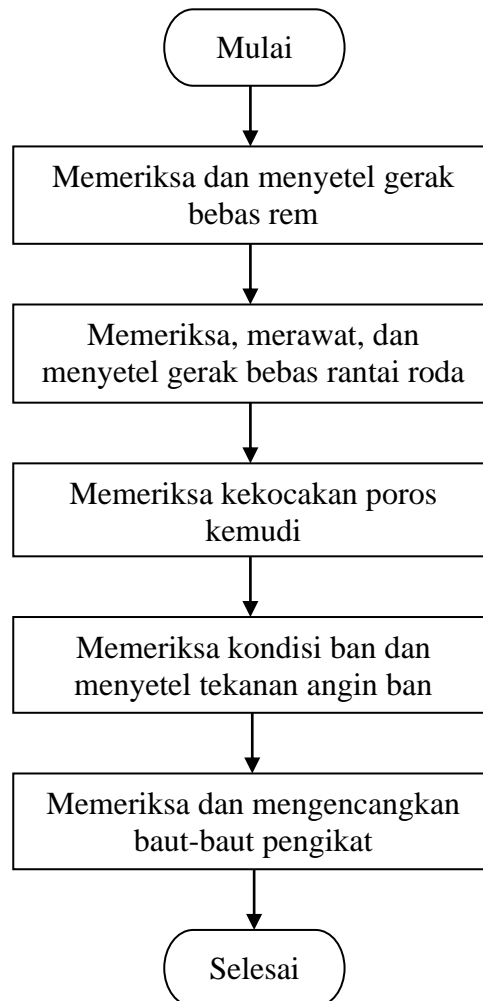 Mulai
Memeriksa dan menyetel gerak
bebas rem
Memeriksa, merawat, dan
menyetel gerak bebas rantai roda
Memeriksa kekocakan poros
kemudi
Memeriksa kondisi ban dan
menyetel tekanan angin ban
Memeriksa dan mengencangkan
baut-baut pengikat
Selesai